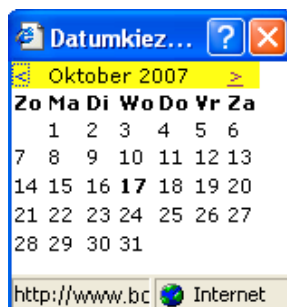 Datumkiez...
< Oktober 2007 >
Zo Ma Di Wo Do Vr Za
1 2 3 4 5 6
7 8 9 10 11 12 13
14 15 16 17 18 19 20
21 22 23 24 25 26 27
28 29 30 31
http://www.bc Internet